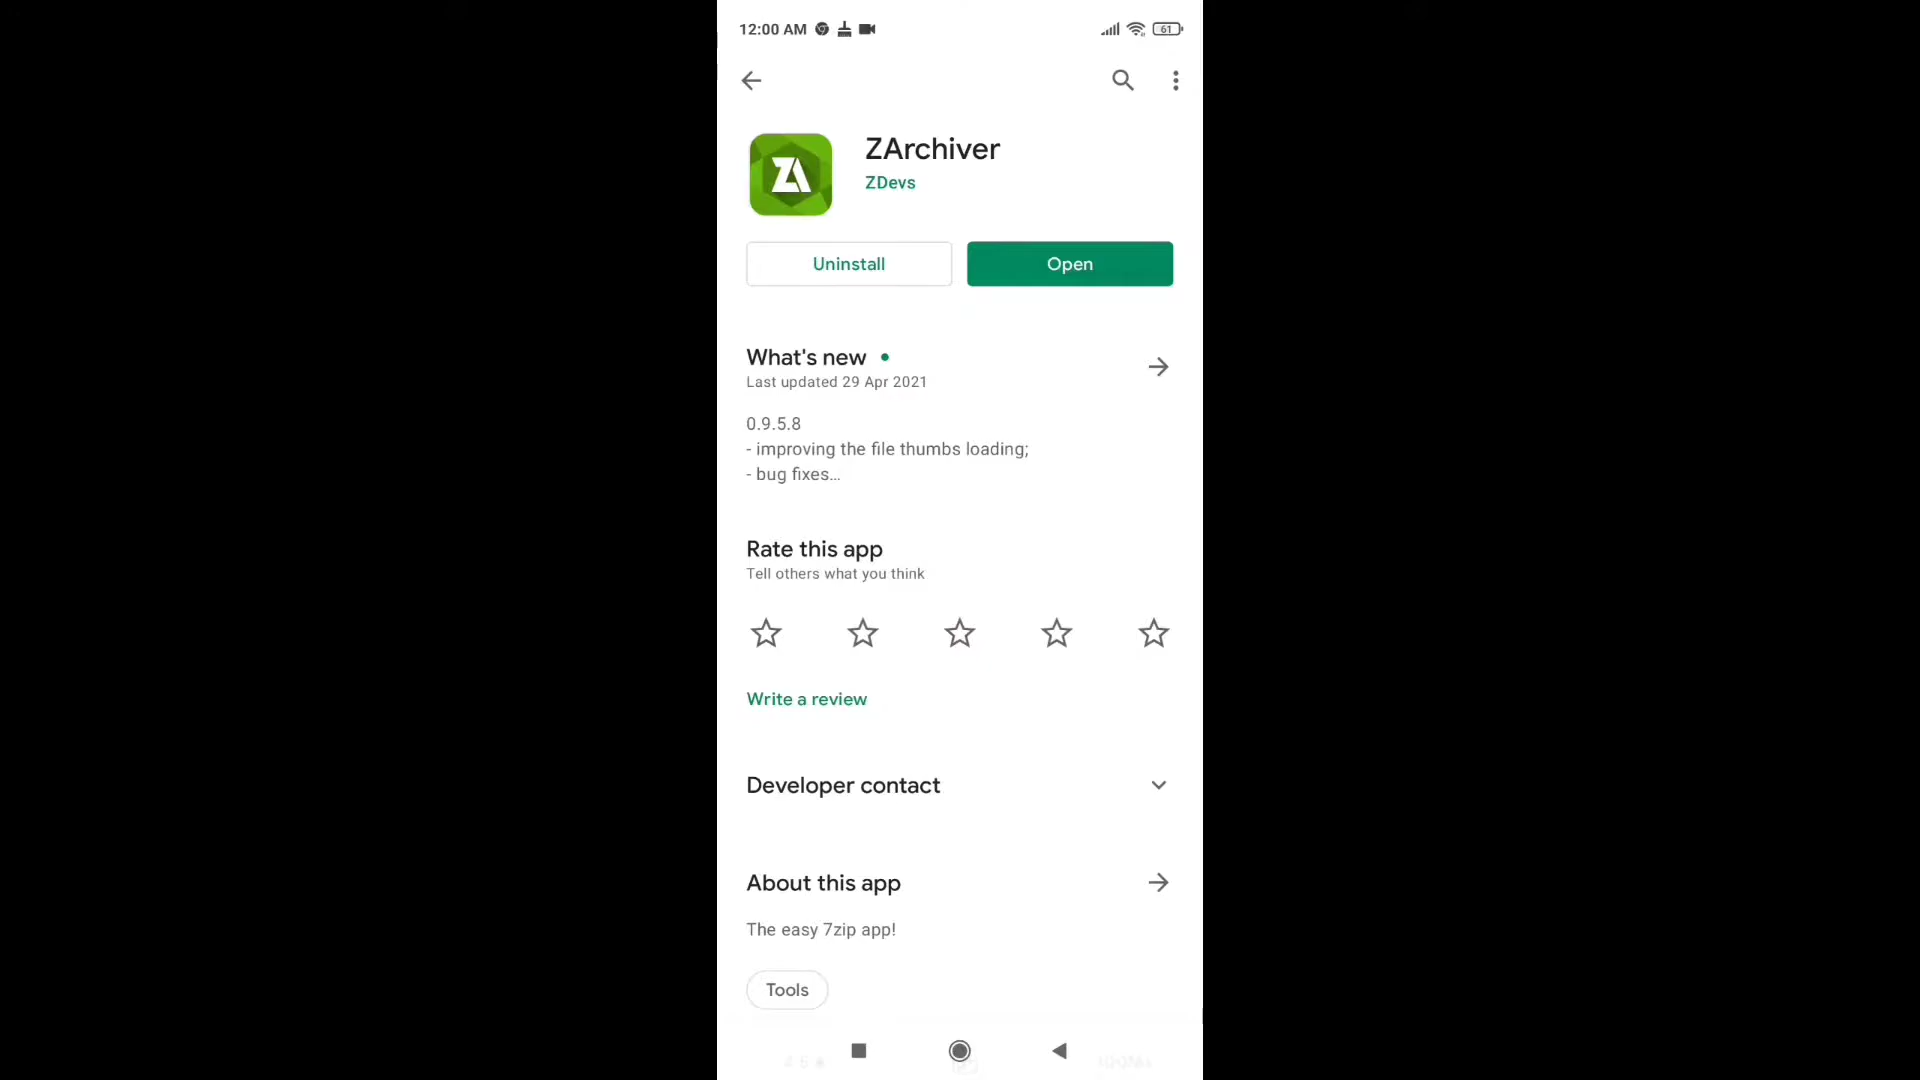 12:00 AM
61
ZArchiver
ZDevs
Uninstall
Open
What's new
Last updated 29 Apr 2021
0.9.5.8
- improving the file thumbs loading;
- bug fixes...
Rate this app
Tell others what you think
Write a review
Developer contact
About this app
The easy 7zip app!
Tools